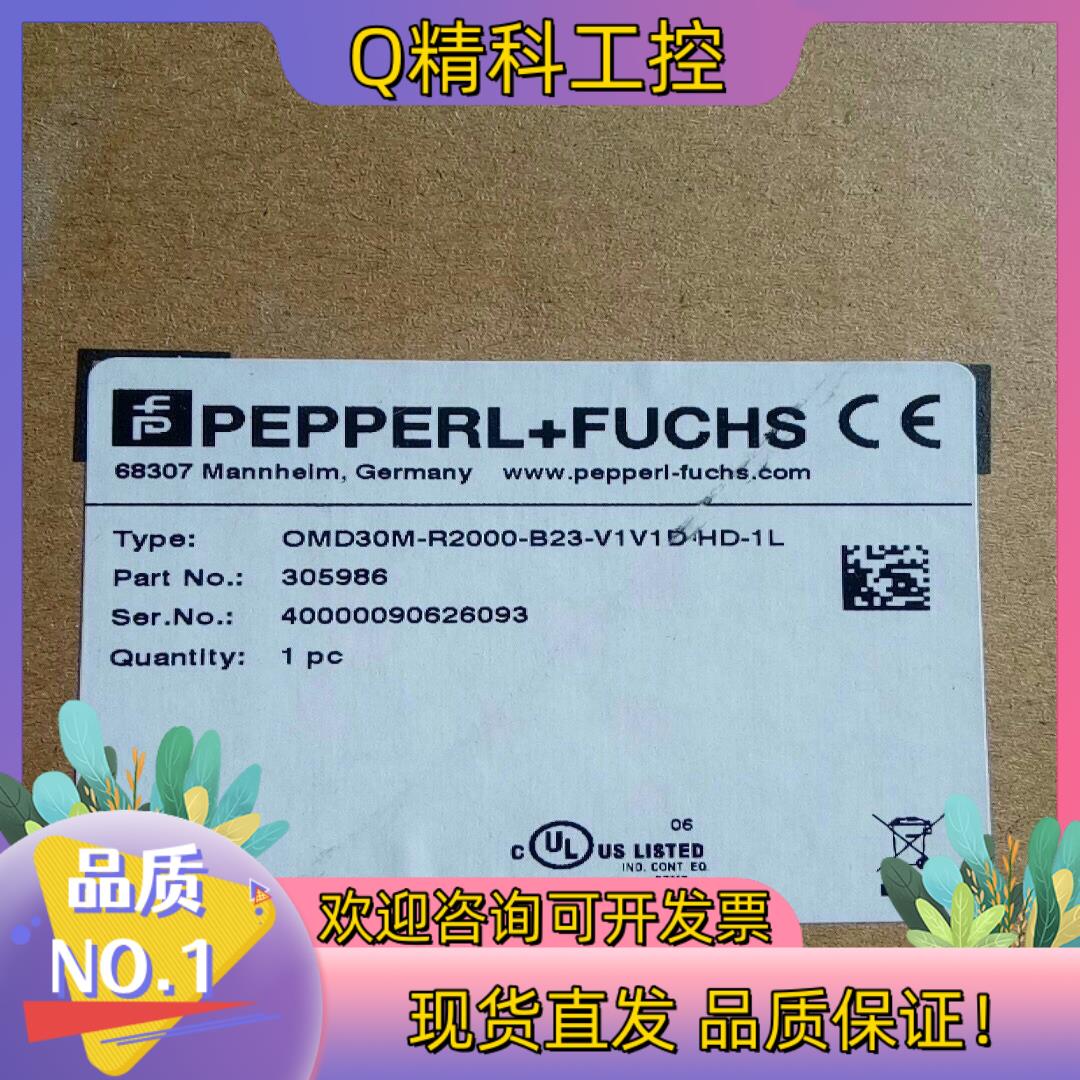 Q精科工控
PEPPERL+FUCHS CE
68307 Mannheim, Germany www.pepperl-fuchs.com
Type: OMD30M-R2000-B23-V1V1D-HD-1L
Part No.: 305986
Ser.No.: 40000090626093
Quantity: 1 pc
06
C UL US LISTED
IND. CONT. EQ.
品质
NO.1
欢迎咨询可开发票
现货直发 品质保证!